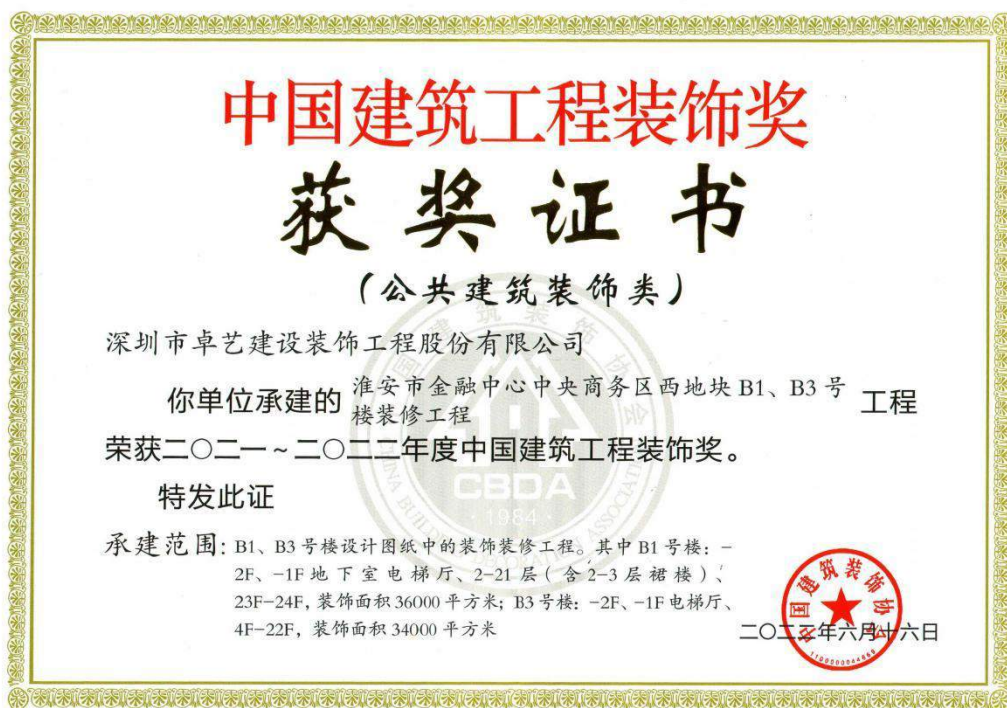 中国建筑工程装饰奖
获奖证书
（公共建筑装饰类）
深圳市卓艺建设装饰工程股份有限公司
你单位承建的 淮安市金融中心中央商务区西地块B1、B3号
楼装修工程 工程
荣获二〇二一～二〇二二年度中国建筑工程装饰奖。
特发此证
承建范围：B1、B3号楼设计图纸中的装饰装修工程。其中B1号楼：-
2F、-1F地下室电梯厅、2-21层（含2-3层裙楼）、
23F-24F，装饰面积36000平方米；B3号楼：-2F、-1F电梯厅、
4F-22F，装饰面积34000平方米
二〇二三年六月十六日
中国建筑装饰协会
CBDA
·1984·